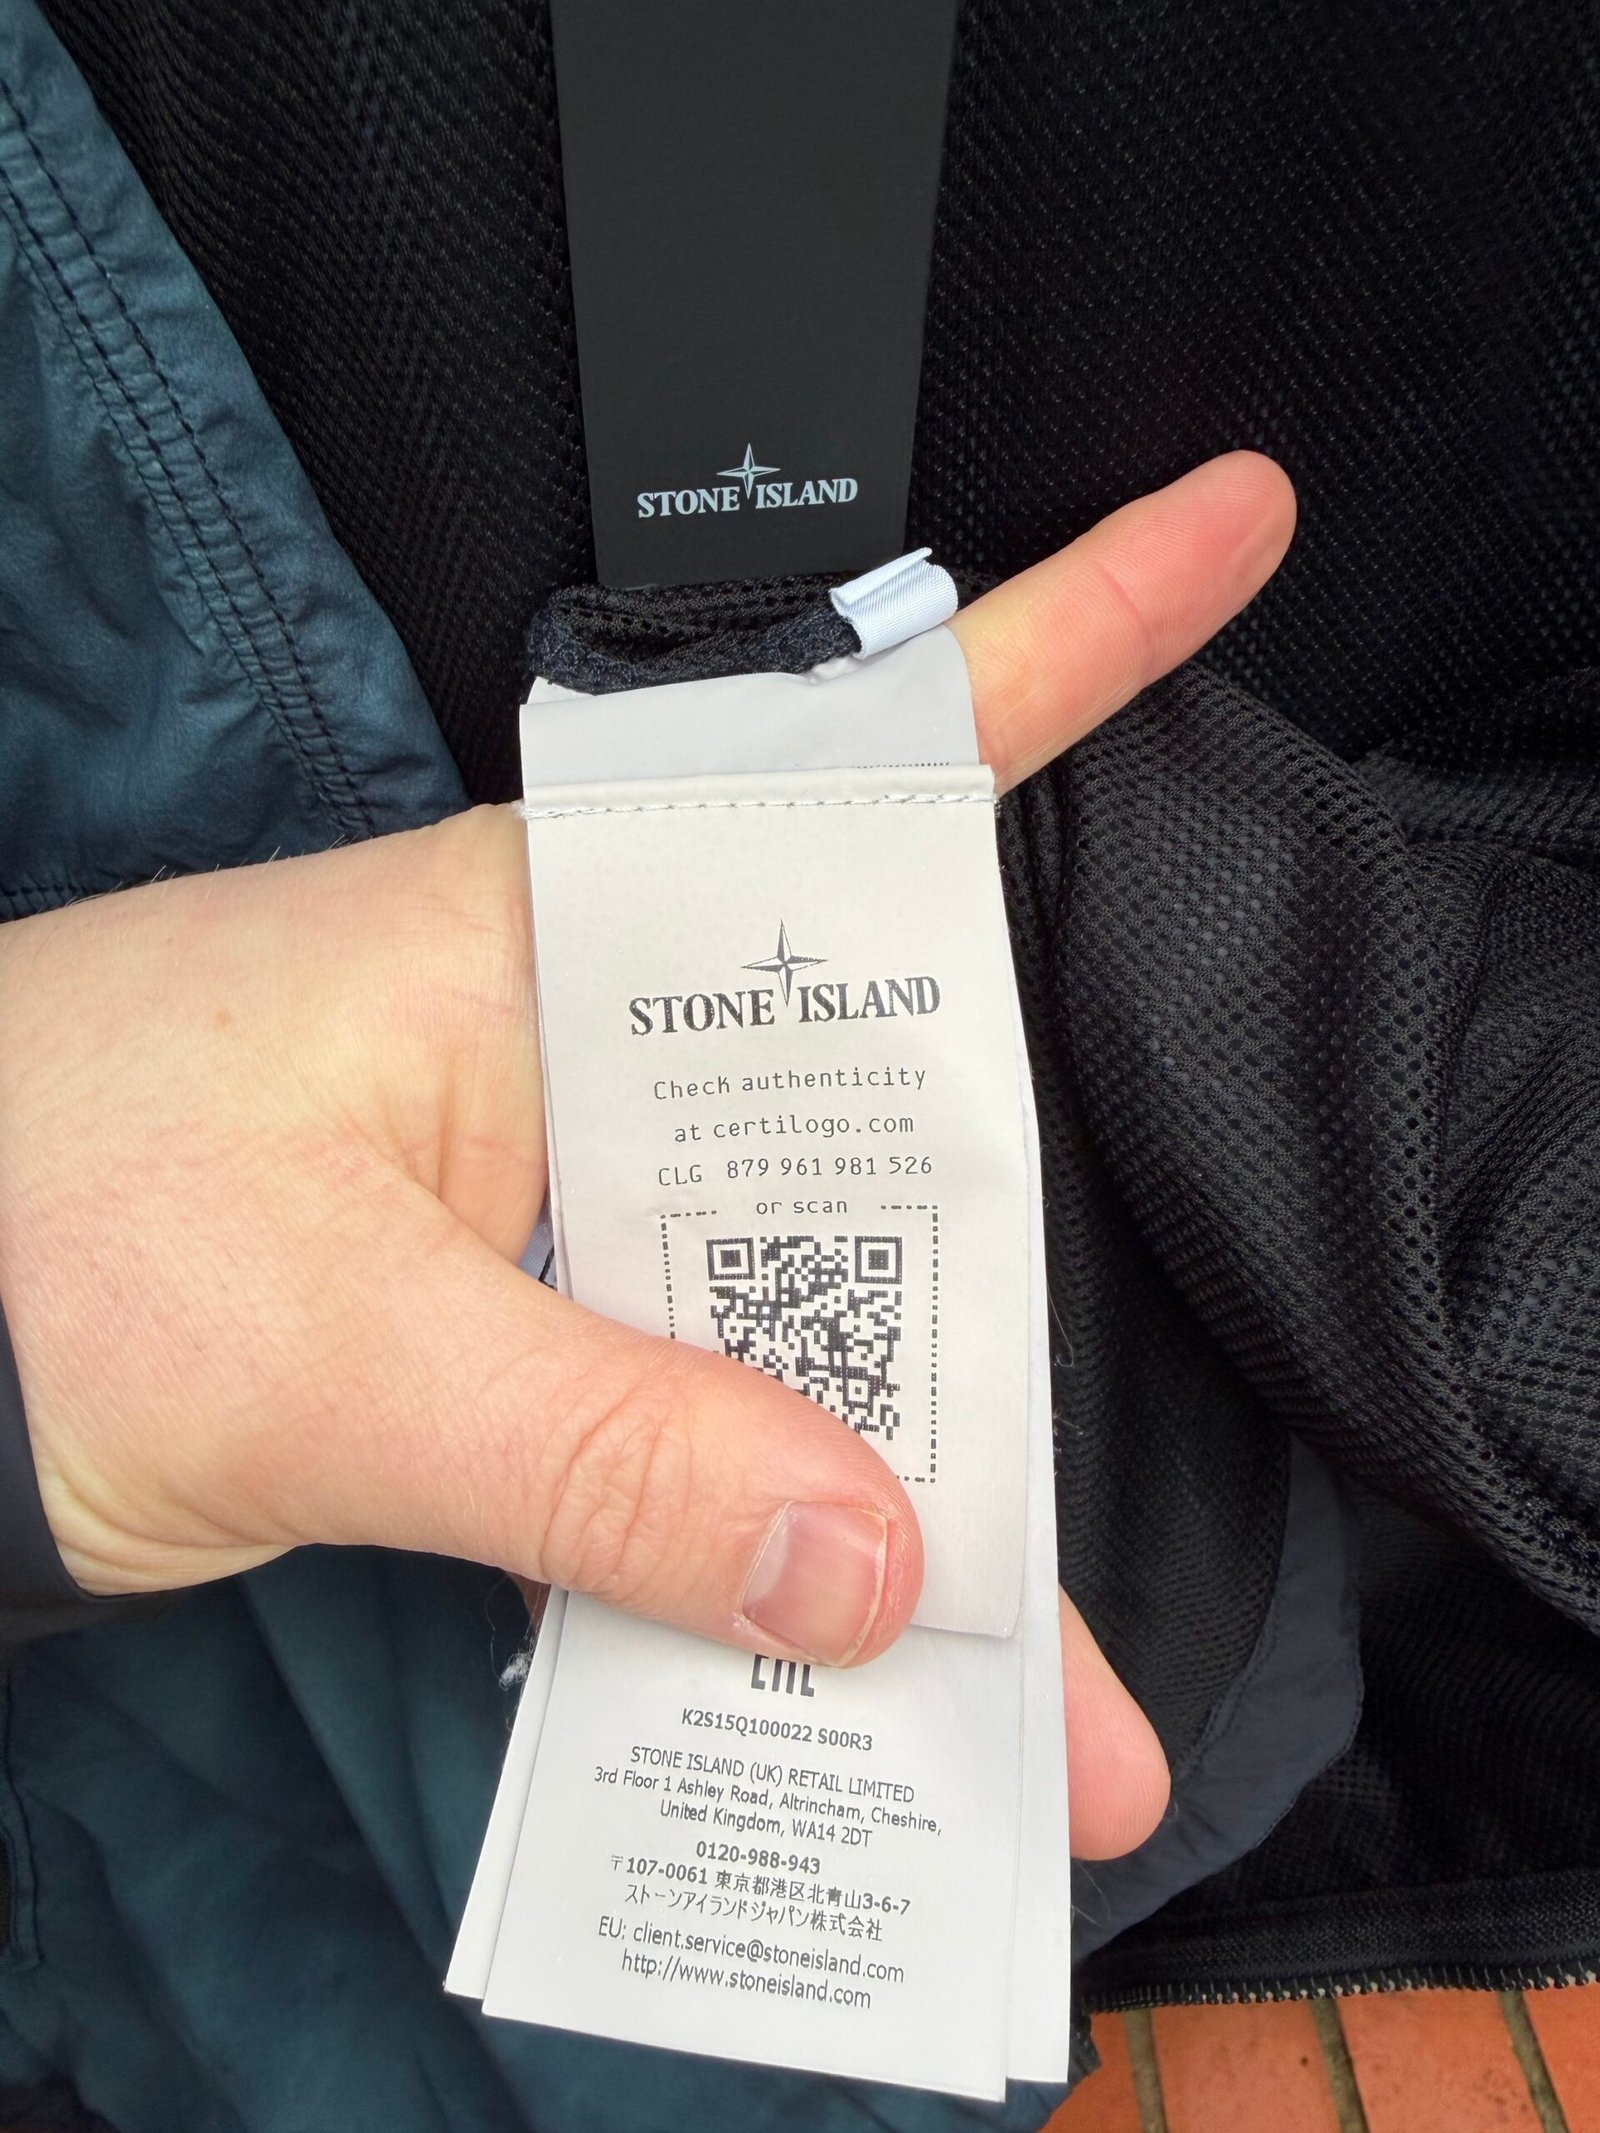 STONE ISLAND
STONE ISLAND
Check authenticity
at certilogo.com
CLG 879 961 981 526
or scan
EAC
K2S15Q100022 S00R3
STONE ISLAND (UK) RETAIL LIMITED
3rd Floor 1 Ashley Road, Altrincham, Cheshire,
United Kingdom, WA14 2DT
0120-988-943
〒107-0061 東京都港区北青山3-6-7
ストーンアイランドジャパン株式会社
EU: client.service@stoneisland.com
http://www.stoneisland.com